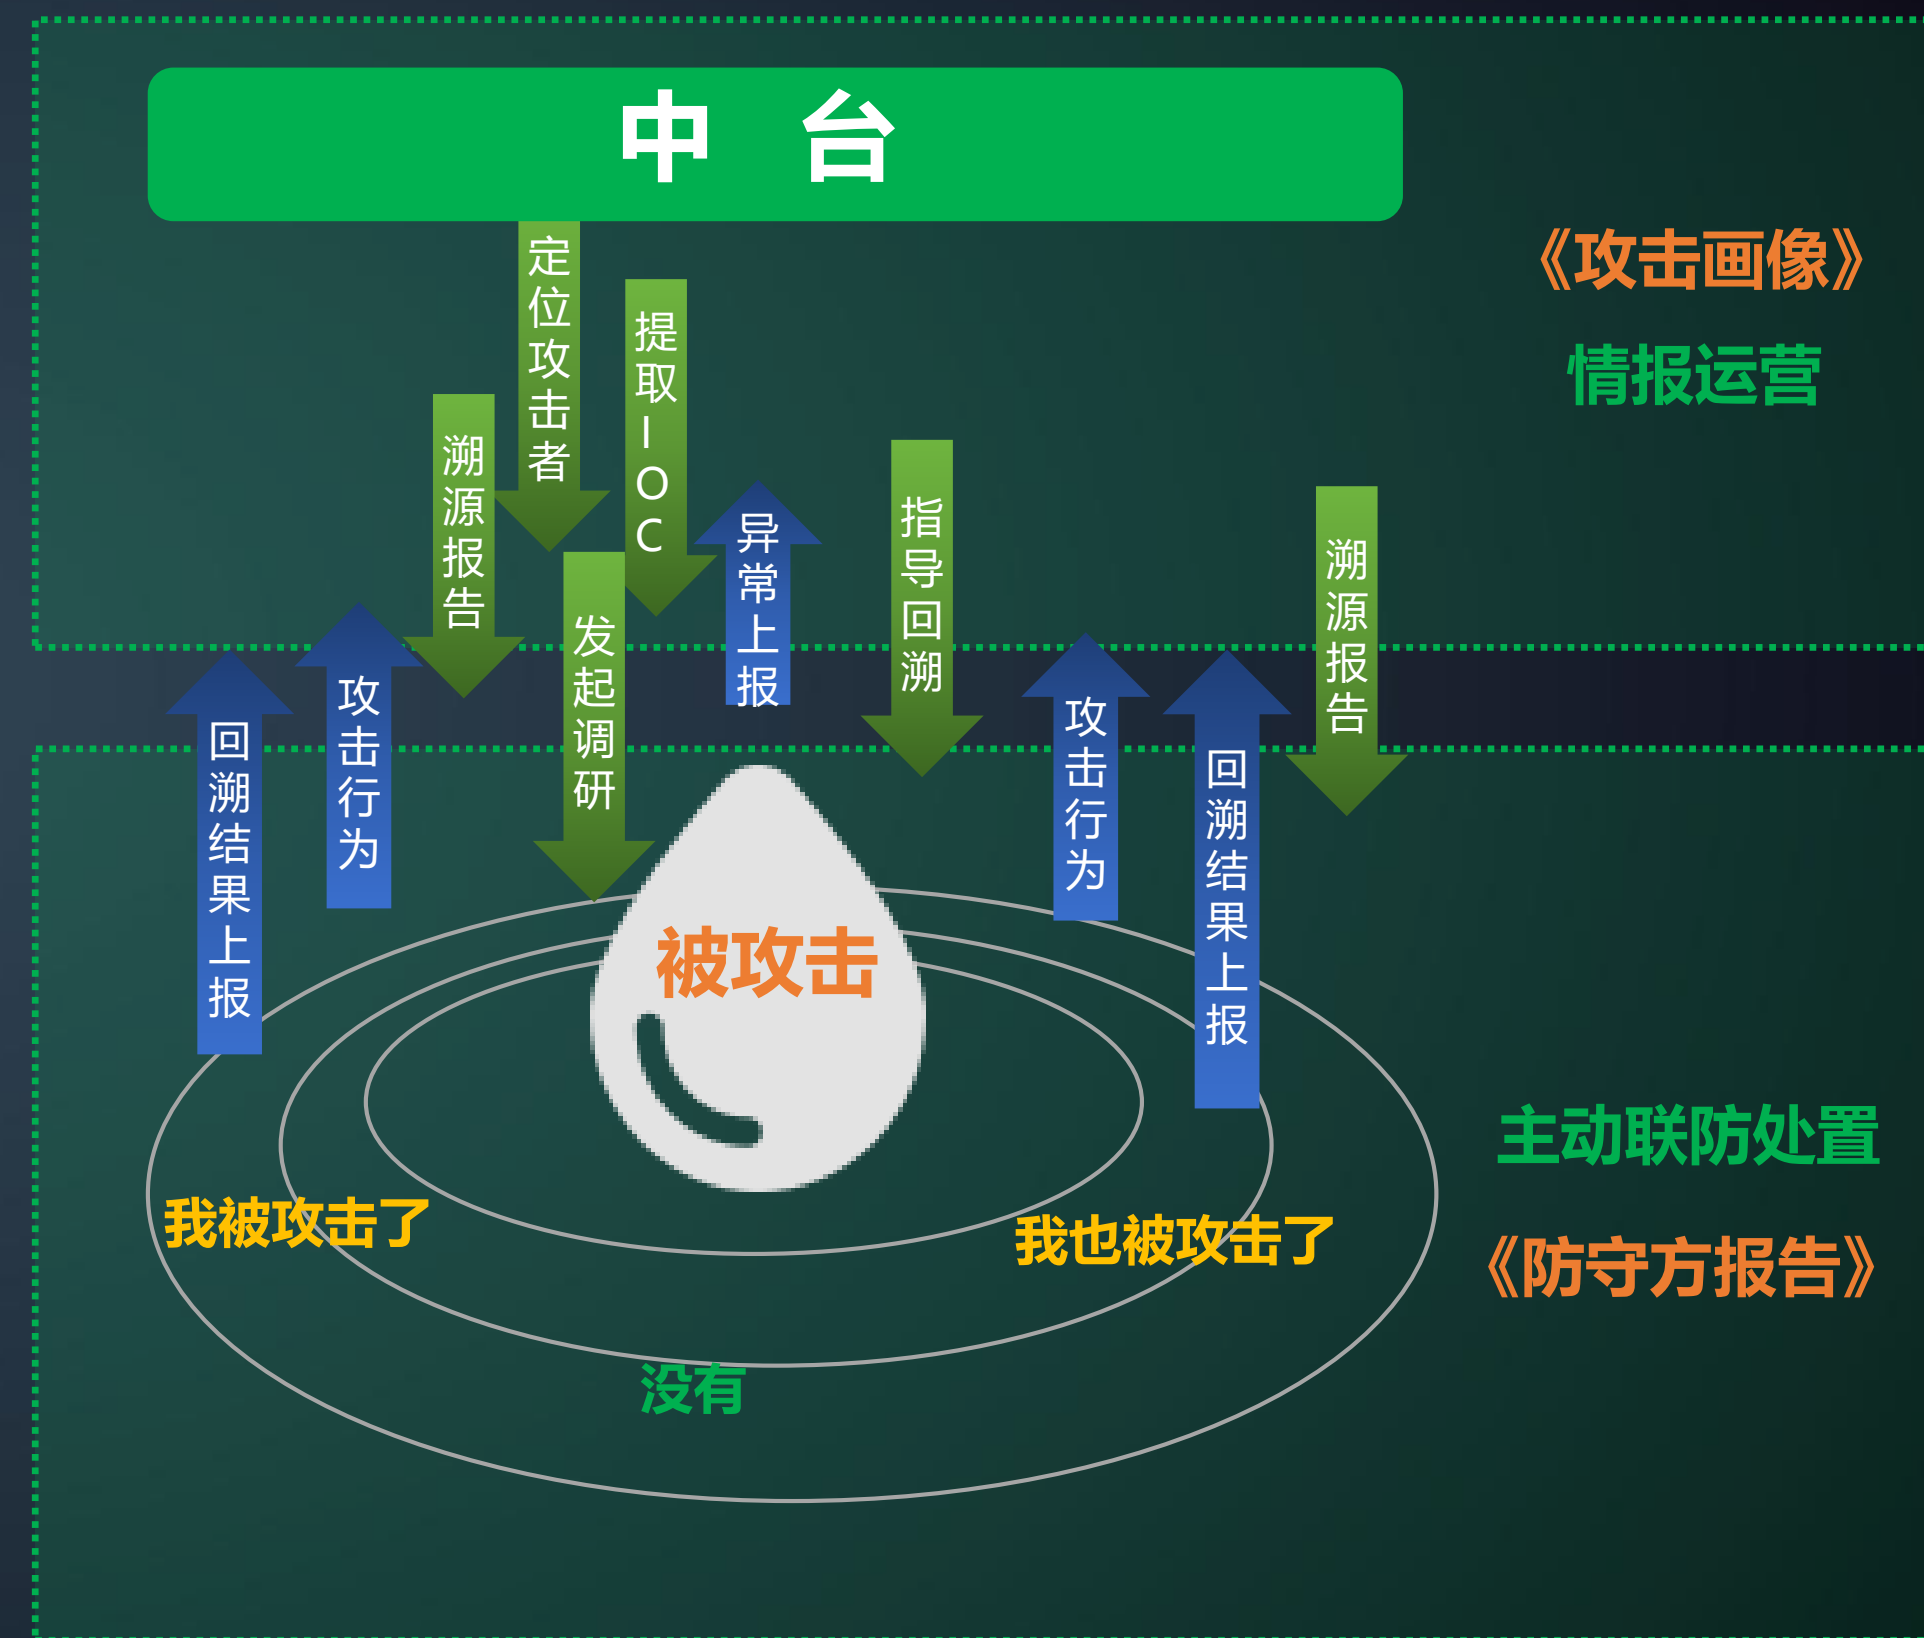 中 台
《攻击画像》
情报运营
定位攻击者
提取IOC
溯源报告
异常上报
指导回溯
溯源报告
发起调研
攻击行为
回溯结果上报
攻击行为
回溯结果上报
被攻击
主动联防处置
我被攻击了
我也被攻击了
《防守方报告》
没有